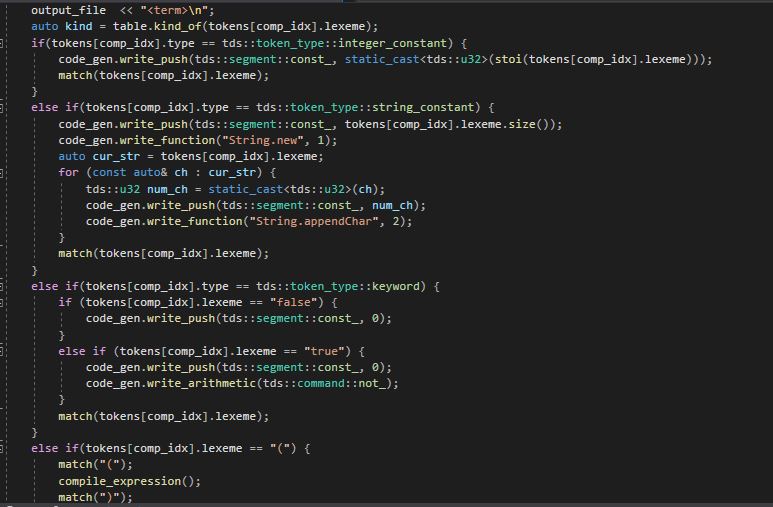 output_file  << "<term>\n";
auto kind = table.kind_of(tokens[comp_idx].lexeme);
if(tokens[comp_idx].type == tds::token_type::integer_constant) {
    code_gen.write_push(tds::segment::const_, static_cast<tds::u32>(stoi(tokens[comp_idx].lexeme)));
    match(tokens[comp_idx].lexeme);
}
else if(tokens[comp_idx].type == tds::token_type::string_constant) {
    code_gen.write_push(tds::segment::const_, tokens[comp_idx].lexeme.size());
    code_gen.write_function("String.new", 1);
    auto cur_str = tokens[comp_idx].lexeme;
    for (const auto& ch : cur_str) {
        tds::u32 num_ch = static_cast<tds::u32>(ch);
        code_gen.write_push(tds::segment::const_, num_ch);
        code_gen.write_function("String.appendChar", 2);
    }
    match(tokens[comp_idx].lexeme);
}
else if(tokens[comp_idx].type == tds::token_type::keyword) {
    if (tokens[comp_idx].lexeme == "false") {
        code_gen.write_push(tds::segment::const_, 0);
    }
    else if (tokens[comp_idx].lexeme == "true") {
        code_gen.write_push(tds::segment::const_, 0);
        code_gen.write_arithmetic(tds::command::not_);
    }
    match(tokens[comp_idx].lexeme);
}
else if(tokens[comp_idx].lexeme == "(") {
    match("(");
    compile_expression();
    match(")");